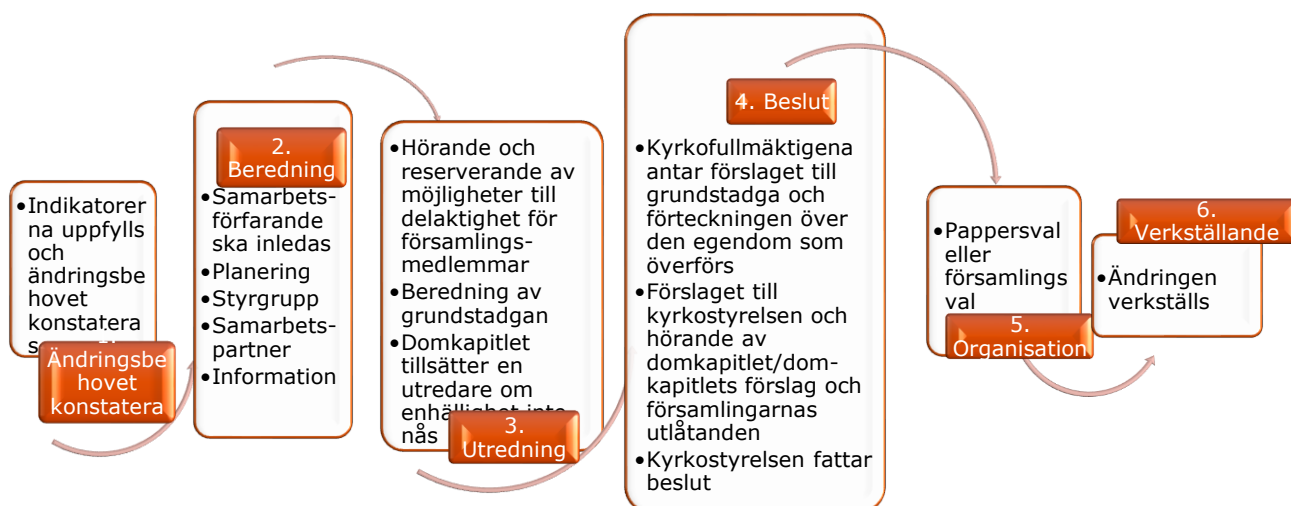 •Indikatorer
na uppfylls
och
ändringsbe
hovet
konstatera
s
1.
Ändringsbe
hovet
konstatera
2.
Beredning
•Samarbets-
förfarande
ska inledas
•Planering
•Styrgrupp
•Samarbets-
partner
•Information
•Hörande och
reserverande av
möjligheter till
delaktighet för
församlings-
medlemmar
•Beredning av
grundstadgan
•Domkapitlet
tillsätter en
utredare om
enhällighet inte
nås
3.
Utredning
4. Beslut
•Kyrkofullmäktigena
antar förslaget till
grundstadga och
förteckningen över
den egendom som
överförs
•Förslaget till
kyrkostyrelsen och
hörande av
domkapitlet/dom-
kapitlets förslag och
församlingarnas
utlåtanden
•Kyrkostyrelsen fattar
beslut
•Pappersval
eller
församlings
val
5.
Organisation
6.
Verkställande
•Ändringen
verkställs